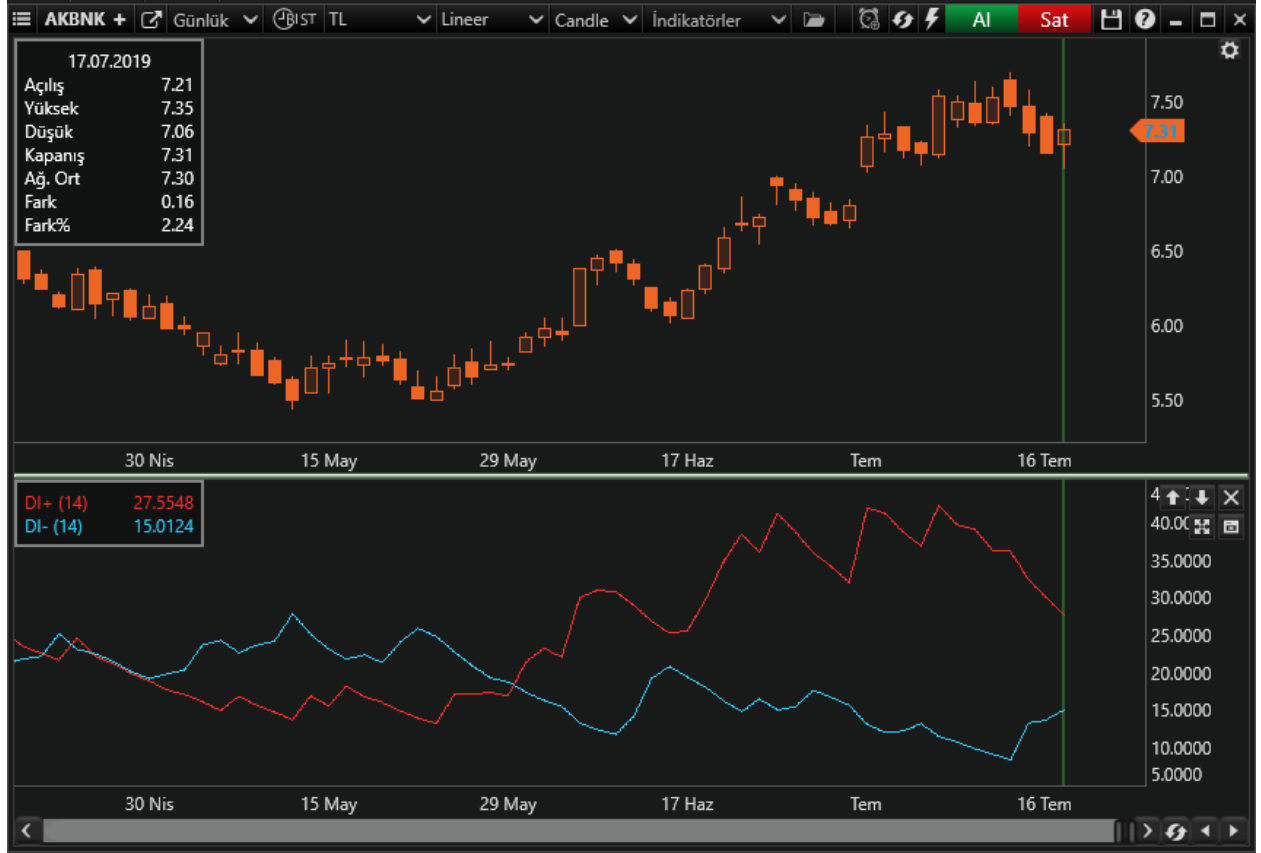 AKBNK + Günlük BIST TL Lineer Candle İndikatörler Al Sat
17.07.2019
Açılış 7.21
Yüksek 7.35
Düşük 7.06
Kapanış 7.31
Ağ. Ort 7.30
Fark 0.16
Fark% 2.24
7.50
7.31
7.00
6.50
6.00
5.50
30 Nis 15 May 29 May 17 Haz Tem 16 Tem
DI+ (14) 27.5548
DI- (14) 15.0124
35.0000
30.0000
25.0000
20.0000
15.0000
10.0000
5.0000
30 Nis 15 May 29 May 17 Haz Tem 16 Tem